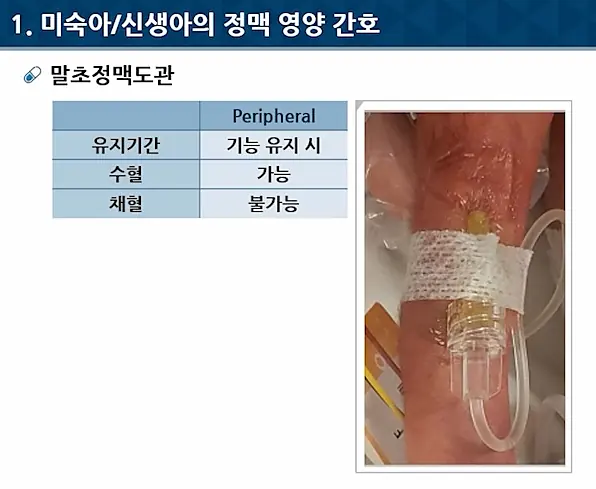 1. 미숙아/신생아의 정맥 영양 간호
말초정맥도관
Peripheral
유지기간 기능 유지 시
수혈 가능
채혈 불가능